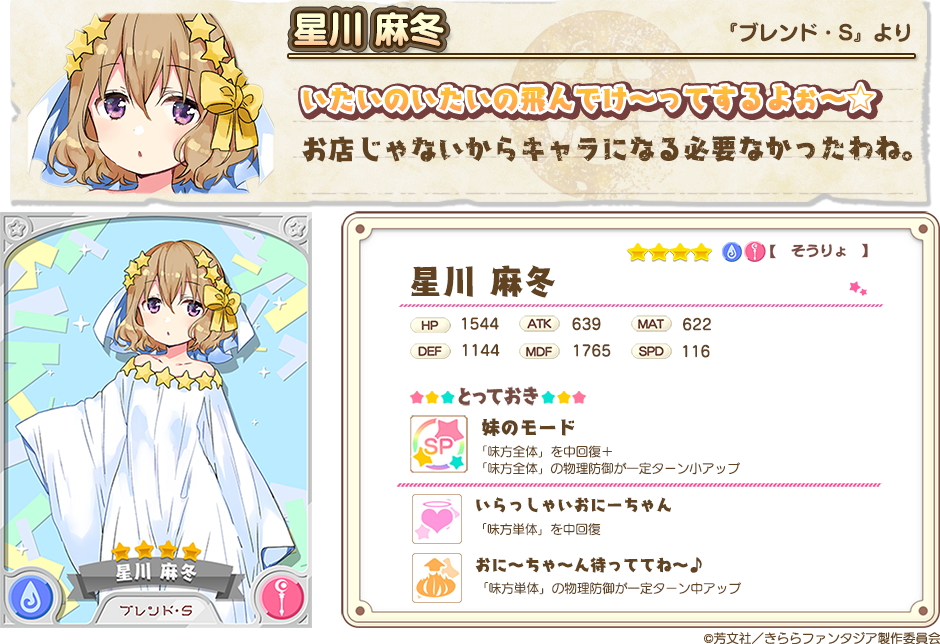 星川 麻冬
『ブレンド・S』より
いたいのいたいの飛んでけ〜ってするよぉ〜☆
お店じゃないからキャラになる必要なかったわね。
星川 麻冬
ブレンド・S
★★★★【 そうりょ 】
星川 麻冬
HP 1544 ATK 639 MAT 622
DEF 1144 MDF 1765 SPD 116
★★★とっておき★★★
SP
妹のモード
「味方全体」を中回復＋
「味方全体」の物理防御が一定ターン小アップ
いらっしゃいおにーちゃん
「味方単体」を中回復
おに〜ちゃ〜ん待っててね〜♪
「味方単体」の物理防御が一定ターン中アップ
©芳文社／きららファンタジア製作委員会